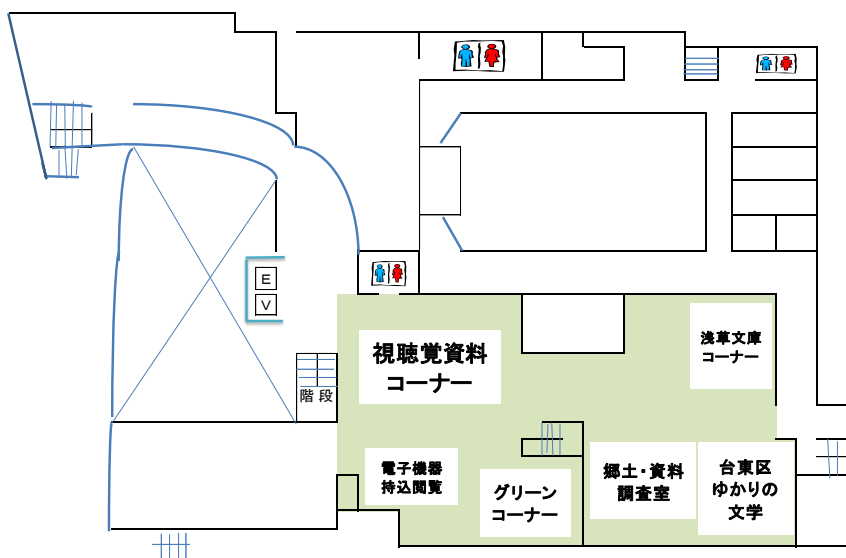 E
V
視聴覚資料
コーナー
浅草文庫
コーナー
階段
電子機器
持込閲覧
グリーン
コーナー
郷土・資料
調査室
台東区
ゆかりの
文学